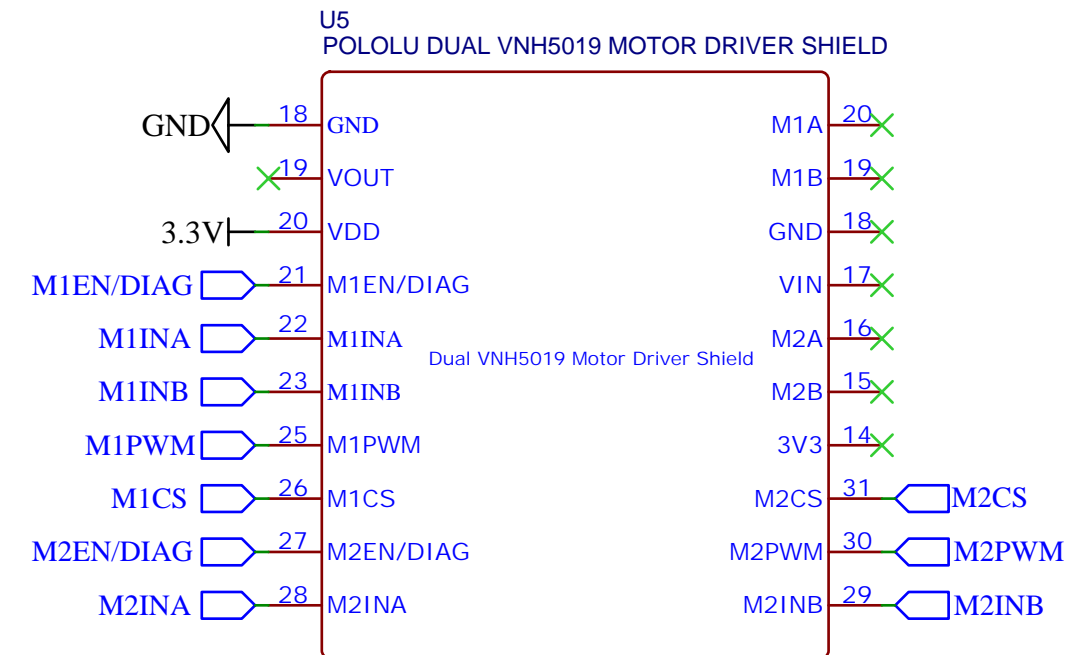 U5
POLOLU DUAL VNH5019 MOTOR DRIVER SHIELD
GND 18 GND M1A 20
19 VOUT M1B 19
3.3V 20 VDD GND 18
M1EN/DIAG 21 M1EN/DIAG VIN 17
M1INA 22 M1INA M2A 16
Dual VNH5019 Motor Driver Shield
M1INB 23 M1INB M2B 15
M1PWM 25 M1PWM 3V3 14
M1CS 26 M1CS M2CS 31 M2CS
M2EN/DIAG 27 M2EN/DIAG M2PWM 30 M2PWM
M2INA 28 M2INA M2INB 29 M2INB